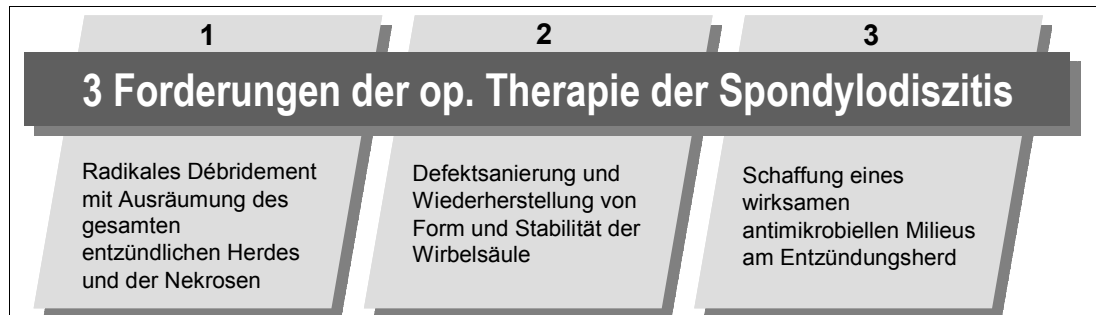 1
2
3
3 Forderungen der op. Therapie der Spondylodiszitis
Radikales Débridement
mit Ausräumung des
gesamten
entzündlichen Herdes
und der Nekrosen
Defektsanierung und
Wiederherstellung von
Form und Stabilität der
Wirbelsäule
Schaffung eines
wirksamen
antimikrobiellen Milieus
am Entzündungsherd